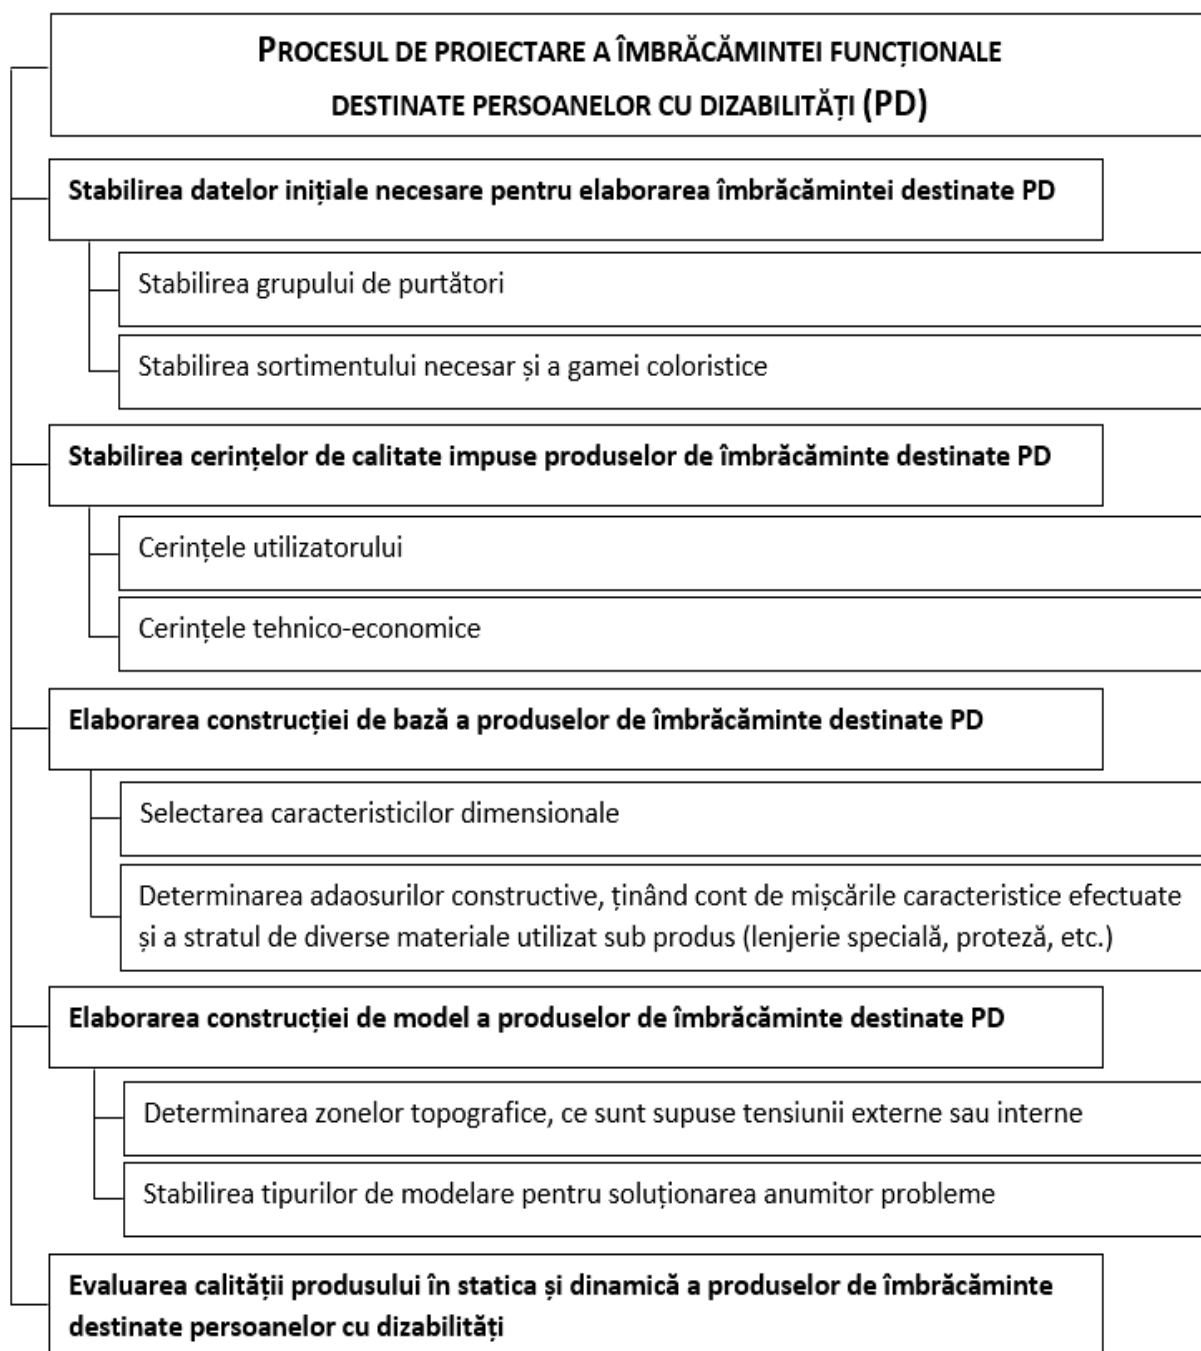 PROCESUL DE PROIECTARE A ÎMBRĂCĂMINTEI FUNCȚIONALE
DESTINATE PERSOANELOR CU DIZABILITĂȚI (PD)
Stabilirea datelor inițiale necesare pentru elaborarea îmbrăcămintei destinate PD
Stabilirea grupului de purtători
Stabilirea sortimentului necesar și a gamei coloristice
Stabilirea cerințelor de calitate impuse produselor de îmbrăcăminte destinate PD
Cerințele utilizatorului
Cerințele tehnico-economice
Elaborarea construcției de bază a produselor de îmbrăcăminte destinate PD
Selectarea caracteristicilor dimensionale
Determinarea adaosurilor constructive, ținând cont de mișcările caracteristice efectuate
și a stratul de diverse materiale utilizat sub produs (lenjerie specială, proteză, etc.)
Elaborarea construcției de model a produselor de îmbrăcăminte destinate PD
Determinarea zonelor topografice, ce sunt supuse tensiunii externe sau interne
Stabilirea tipurilor de modelare pentru soluționarea anumitor probleme
Evaluarea calității produsului în statica și dinamică a produselor de îmbrăcăminte
destinate persoanelor cu dizabilități